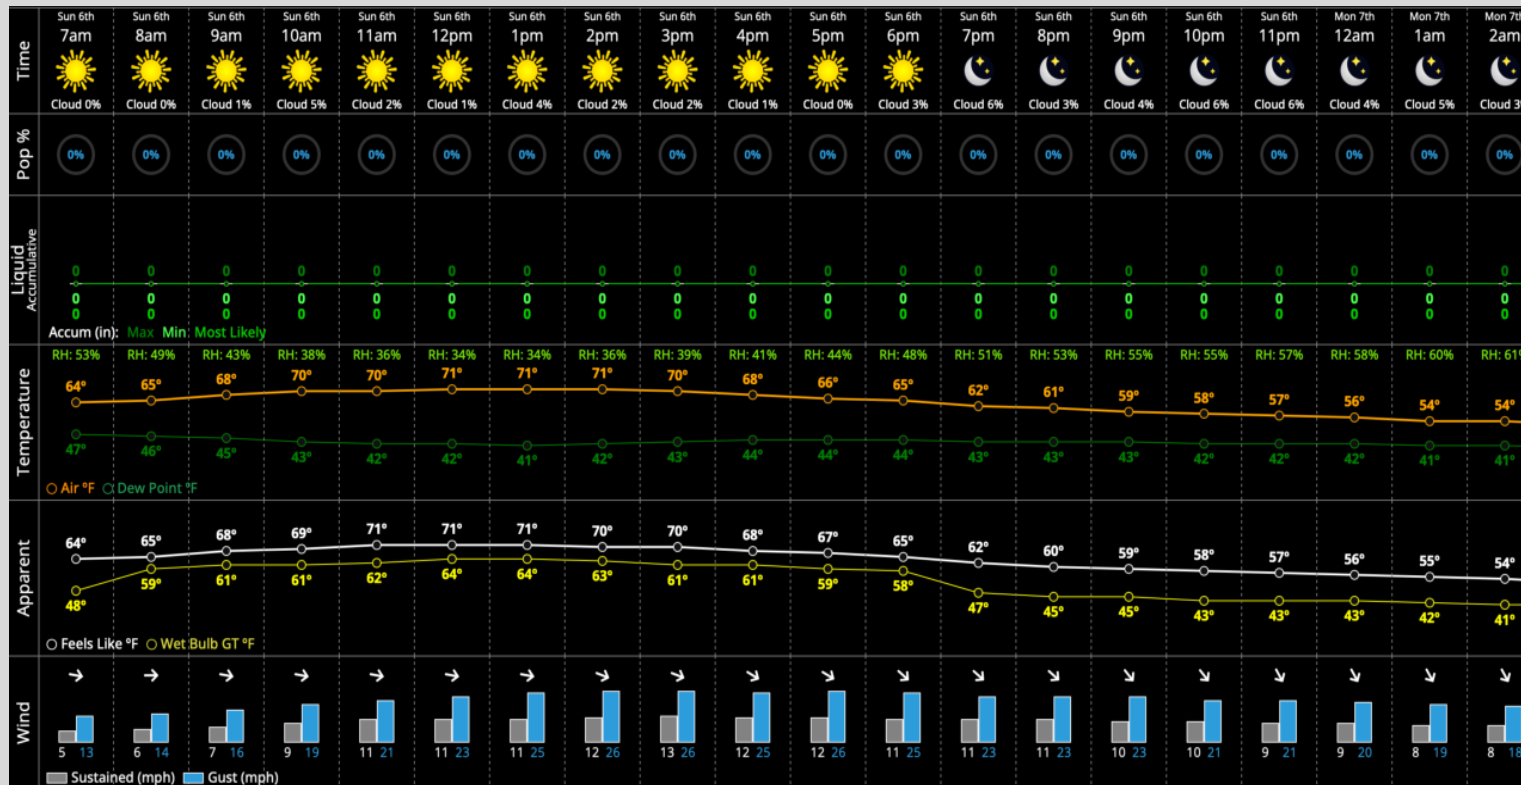 Time
Sun 6th Sun 6th Sun 6th Sun 6th Sun 6th Sun 6th Sun 6th Sun 6th Sun 6th Sun 6th Sun 6th Sun 6th Sun 6th Sun 6th Sun 6th Sun 6th Sun 6th Mon 7th Mon 7th Mon 7th
7am 8am 9am 10am 11am 12pm 1pm 2pm 3pm 4pm 5pm 6pm 7pm 8pm 9pm 10pm 11pm 12am 1am 2am
Cloud 0% Cloud 0% Cloud 1% Cloud 5% Cloud 2% Cloud 1% Cloud 4% Cloud 2% Cloud 2% Cloud 1% Cloud 0% Cloud 3% Cloud 6% Cloud 3% Cloud 4% Cloud 6% Cloud 6% Cloud 4% Cloud 5% Cloud 3%
Pop %
0% 0% 0% 0% 0% 0% 0% 0% 0% 0% 0% 0% 0% 0% 0% 0% 0% 0% 0% 0%
Liquid
Accumulative
0 0 0 0 0 0 0 0 0 0 0 0 0 0 0 0 0 0 0 0
0 0 0 0 0 0 0 0 0 0 0 0 0 0 0 0 0 0 0 0
0 0 0 0 0 0 0 0 0 0 0 0 0 0 0 0 0 0 0 0
Accum (in): Max Min Most Likely
Temperature
RH: 53% RH: 49% RH: 43% RH: 38% RH: 36% RH: 34% RH: 34% RH: 36% RH: 39% RH: 41% RH: 44% RH: 48% RH: 51% RH: 53% RH: 55% RH: 55% RH: 57% RH: 58% RH: 60% RH: 61%
64° 65° 68° 70° 70° 71° 71° 71° 70° 68° 66° 65° 62° 61° 59° 58° 57° 56° 54° 54°
47° 46° 45° 43° 42° 42° 41° 42° 43° 44° 44° 44° 43° 43° 43° 42° 42° 42° 41° 41°
Air °F Dew Point °F
Apparent
64° 65° 68° 69° 71° 71° 71° 70° 70° 68° 67° 65° 62° 60° 59° 58° 57° 56° 55° 54°
48° 59° 61° 61° 62° 64° 64° 63° 61° 61° 59° 58° 47° 45° 45° 43° 43° 43° 42° 41°
Feels Like °F Wet Bulb GT °F
Wind
5 13 6 14 7 16 9 19 11 21 11 23 11 25 12 26 13 26 12 25 12 26 11 25 11 23 11 23 10 23 10 21 9 21 9 20 8 19 8 18
Sustained (mph) Gust (mph)